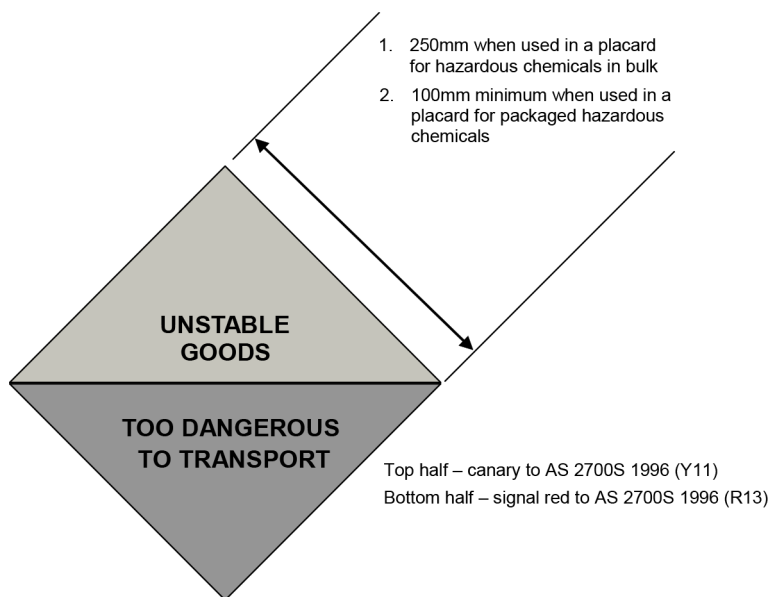 1. 250mm when used in a placard
for hazardous chemicals in bulk
2. 100mm minimum when used in a
placard for packaged hazardous
chemicals
UNSTABLE
GOODS
TOO DANGEROUS
TO TRANSPORT
Top half – canary to AS 2700S 1996 (Y11)
Bottom half – signal red to AS 2700S 1996 (R13)